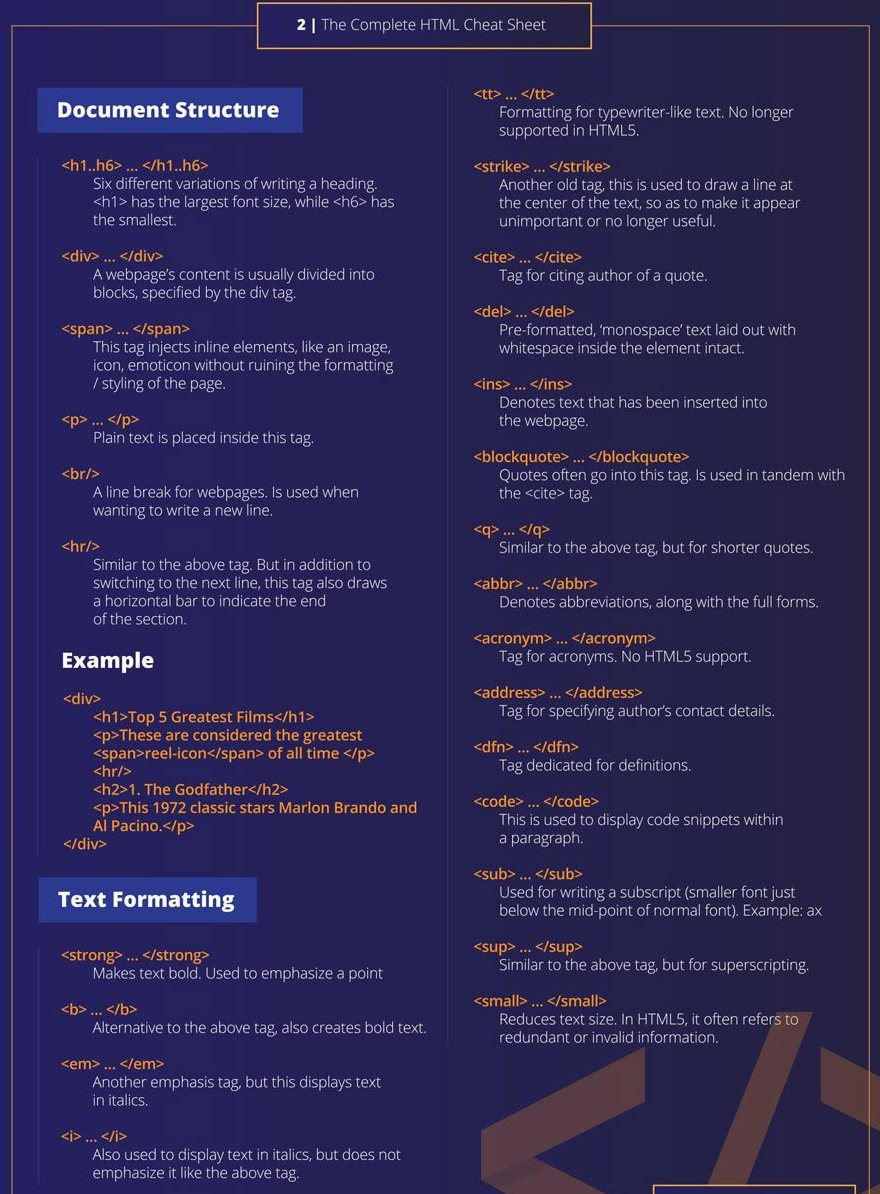 2 | The Complete HTML Cheat Sheet
Document Structure
<h1..h6> ... </h1..h6>
Six different variations of writing a heading.
<h1> has the largest font size, while <h6> has
the smallest.
<div> ... </div>
A webpage’s content is usually divided into
blocks, specified by the div tag.
<span> ... </span>
This tag injects inline elements, like an image,
icon, emoticon without ruining the formatting
/ styling of the page.
<p> ... </p>
Plain text is placed inside this tag.
<br/>
A line break for webpages. Is used when
wanting to write a new line.
<hr/>
Similar to the above tag. But in addition to
switching to the next line, this tag also draws
a horizontal bar to indicate the end
of the section.
Example
<div>
<h1>Top 5 Greatest Films</h1>
<p>These are considered the greatest
<span>reel-icon</span> of all time </p>
<hr/>
<h2>1. The Godfather</h2>
<p>This 1972 classic stars Marlon Brando and
Al Pacino.</p>
</div>
Text Formatting
<strong> ... </strong>
Makes text bold. Used to emphasize a point
<b> ... </b>
Alternative to the above tag, also creates bold text.
<em> ... </em>
Another emphasis tag, but this displays text
in italics.
<i> ... </i>
Also used to display text in italics, but does not
emphasize it like the above tag.
<tt> ... </tt>
Formatting for typewriter-like text. No longer
supported in HTML5.
<strike> ... </strike>
Another old tag, this is used to draw a line at
the center of the text, so as to make it appear
unimportant or no longer useful.
<cite> ... </cite>
Tag for citing author of a quote.
<del> ... </del>
Pre-formatted, ‘monospace’ text laid out with
whitespace inside the element intact.
<ins> ... </ins>
Denotes text that has been inserted into
the webpage.
<blockquote> ... </blockquote>
Quotes often go into this tag. Is used in tandem with
the <cite> tag.
<q> ... </q>
Similar to the above tag, but for shorter quotes.
<abbr> ... </abbr>
Denotes abbreviations, along with the full forms.
<acronym> ... </acronym>
Tag for acronyms. No HTML5 support.
<address> ... </address>
Tag for specifying author’s contact details.
<dfn> ... </dfn>
Tag dedicated for definitions.
<code> ... </code>
This is used to display code snippets within
a paragraph.
<sub> ... </sub>
Used for writing a subscript (smaller font just
below the mid-point of normal font). Example: ax
<sup> ... </sup>
Similar to the above tag, but for superscripting.
<small> ... </small>
Reduces text size. In HTML5, it often refers to
redundant or invalid information.